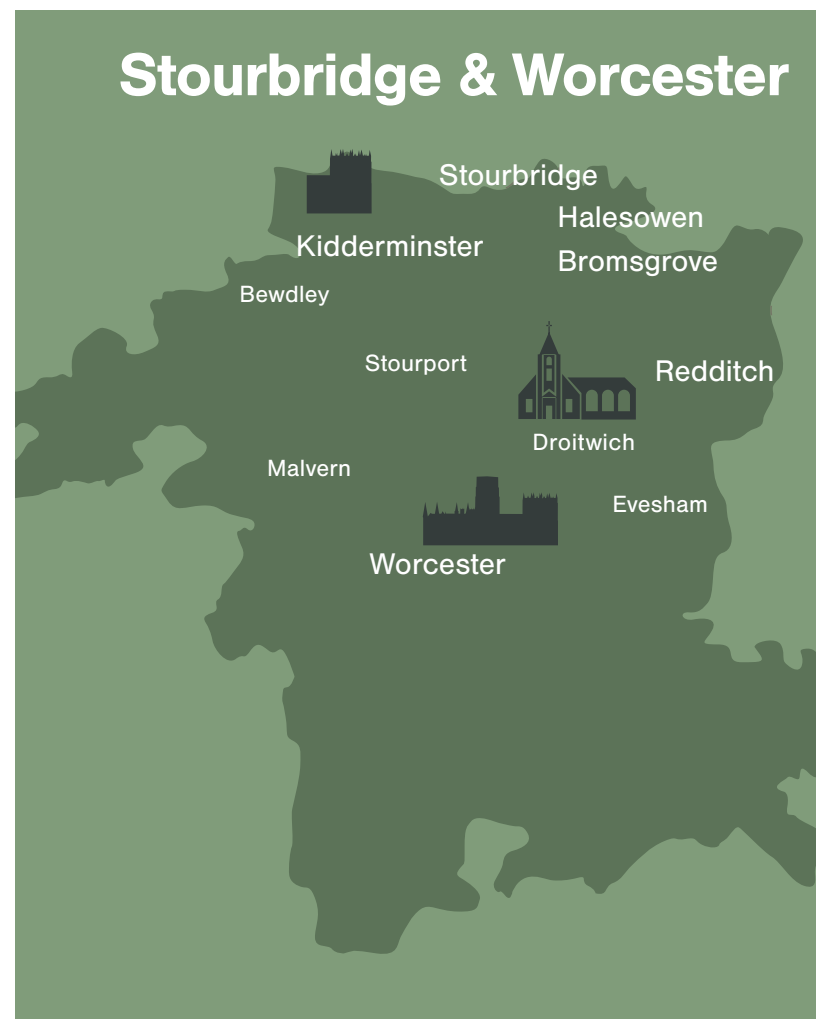 Stourbridge & Worcester
Stourbridge
Halesowen
Kidderminster
Bromsgrove
Bewdley
Stourport
Redditch
Droitwich
Malvern
Evesham
Worcester